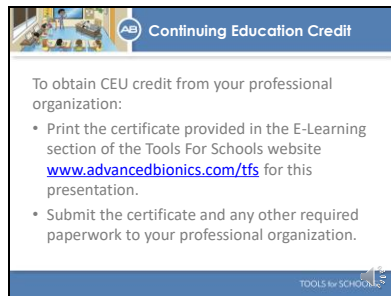 AB Continuing Education Credit
To obtain CEU credit from your professional
organization:
• Print the certificate provided in the E-Learning
section of the Tools For Schools website
www.advancedbionics.com/tfs for this
presentation.
• Submit the certificate and any other required
paperwork to your professional organization.
TOOLS for SCHOOLS